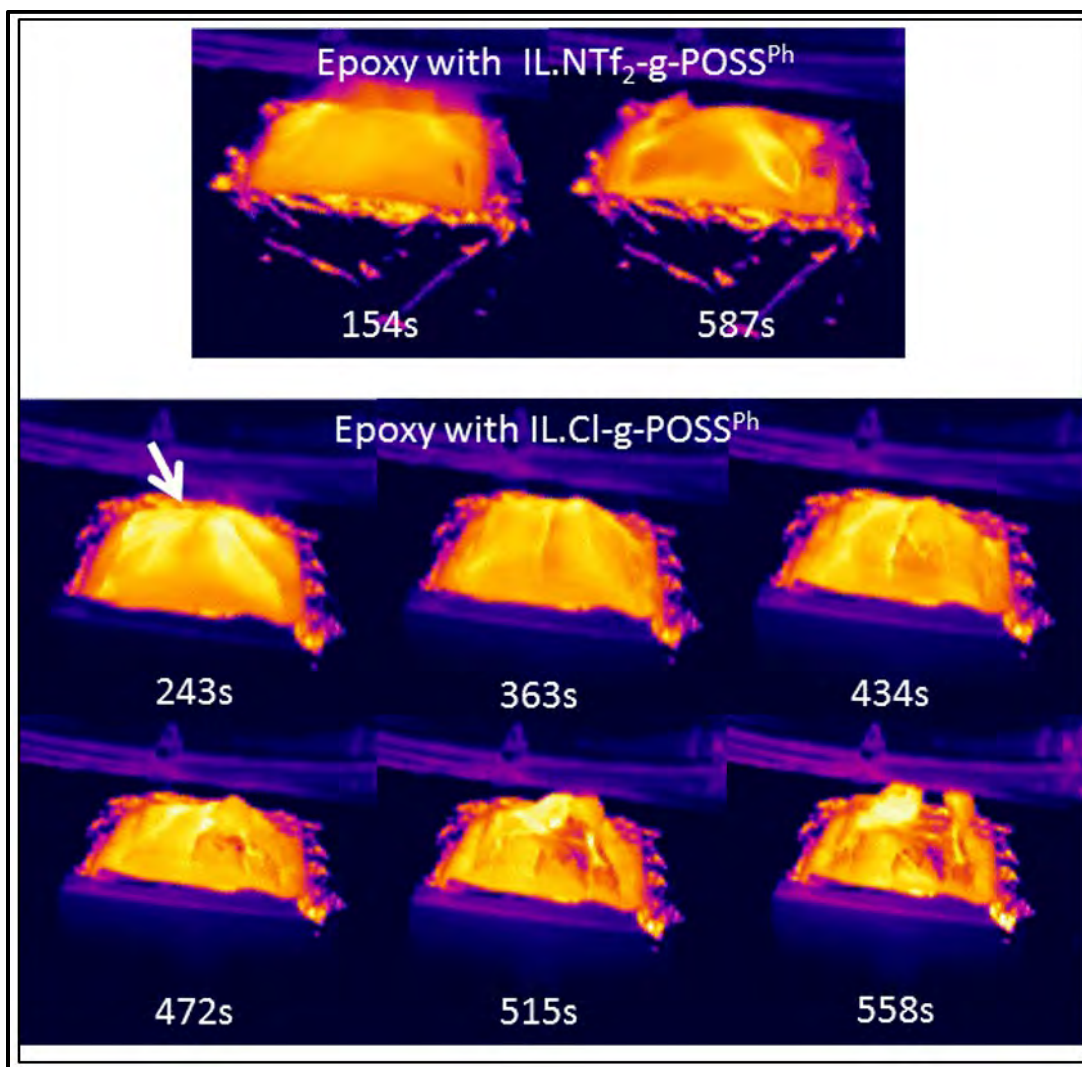 Epoxy with IL.NTf₂-g-POSSᴾʰ
154s 587s
Epoxy with IL.Cl-g-POSSᴾʰ
243s 363s 434s
472s 515s 558s